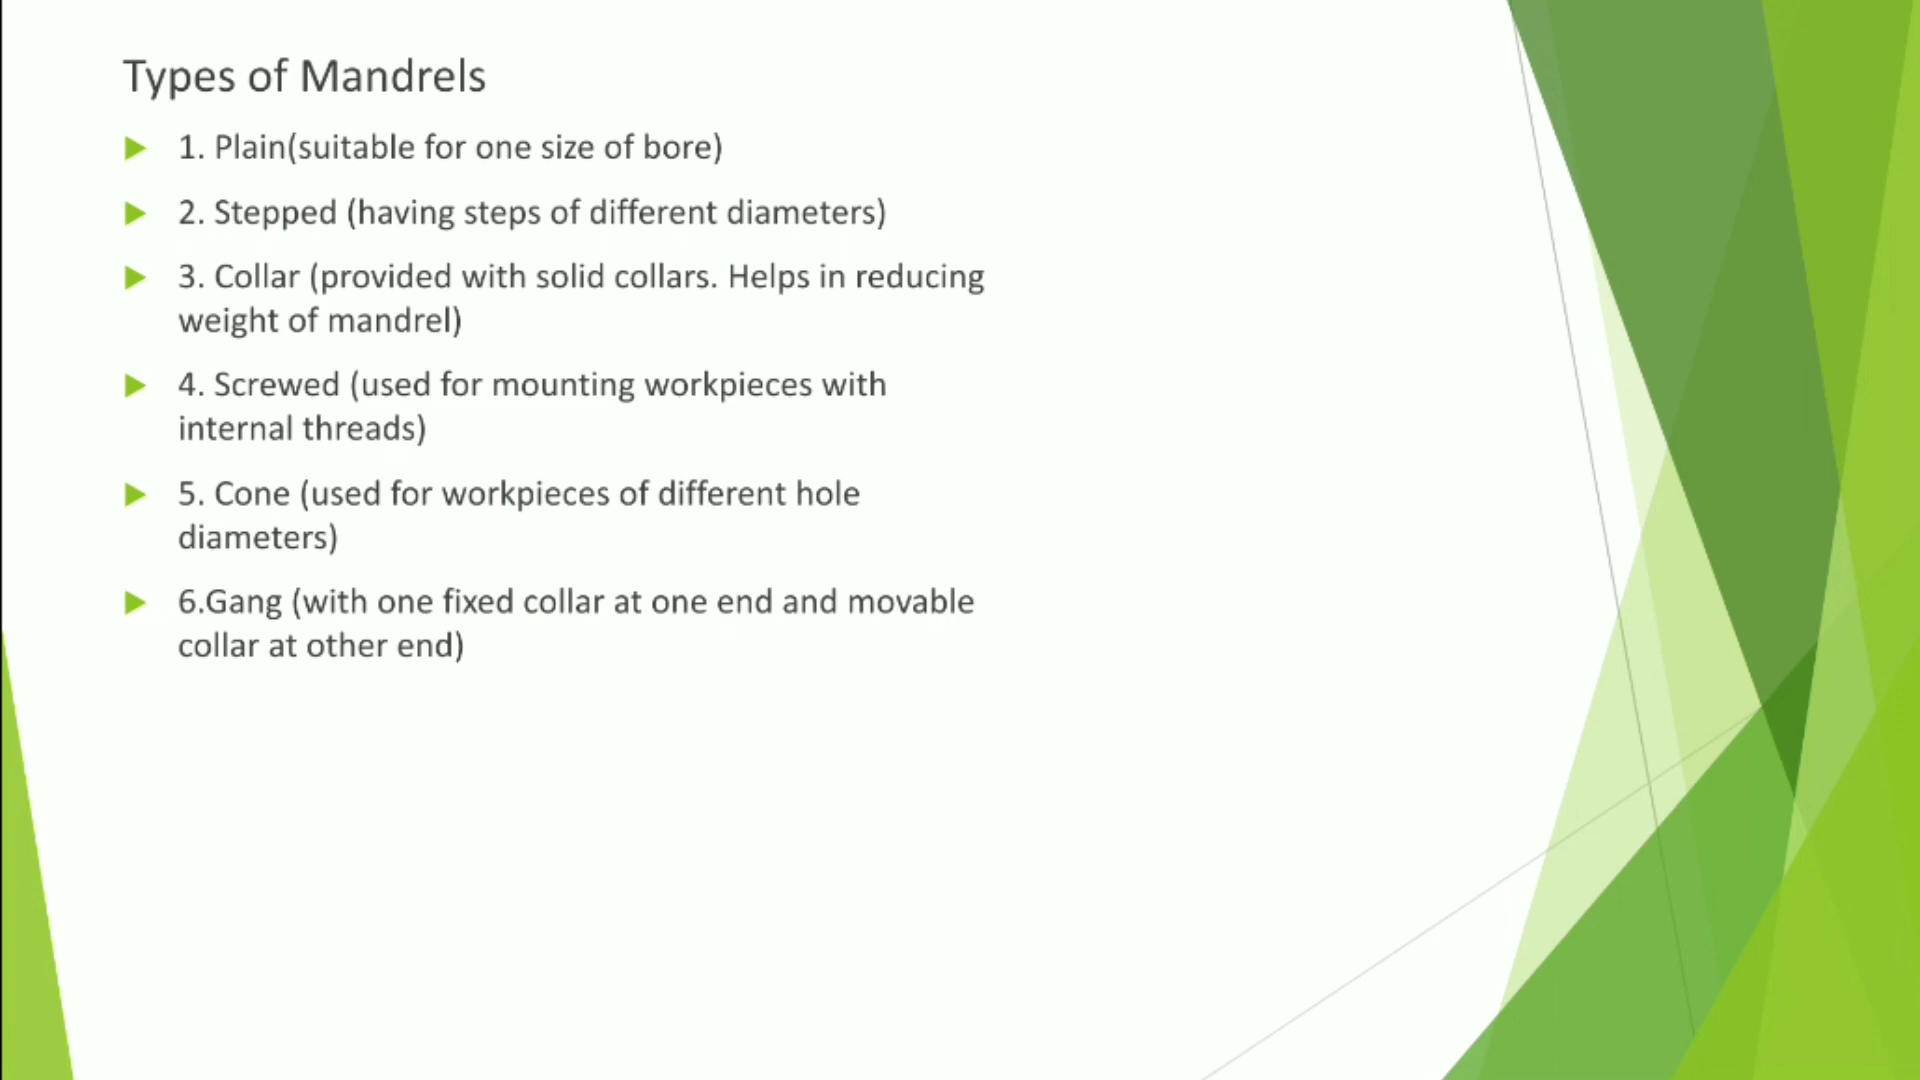 Types of Mandrels
1. Plain(suitable for one size of bore)
2. Stepped (having steps of different diameters)
3. Collar (provided with solid collars. Helps in reducing
weight of mandrel)
4. Screwed (used for mounting workpieces with
internal threads)
5. Cone (used for workpieces of different hole
diameters)
6.Gang (with one fixed collar at one end and movable
collar at other end)